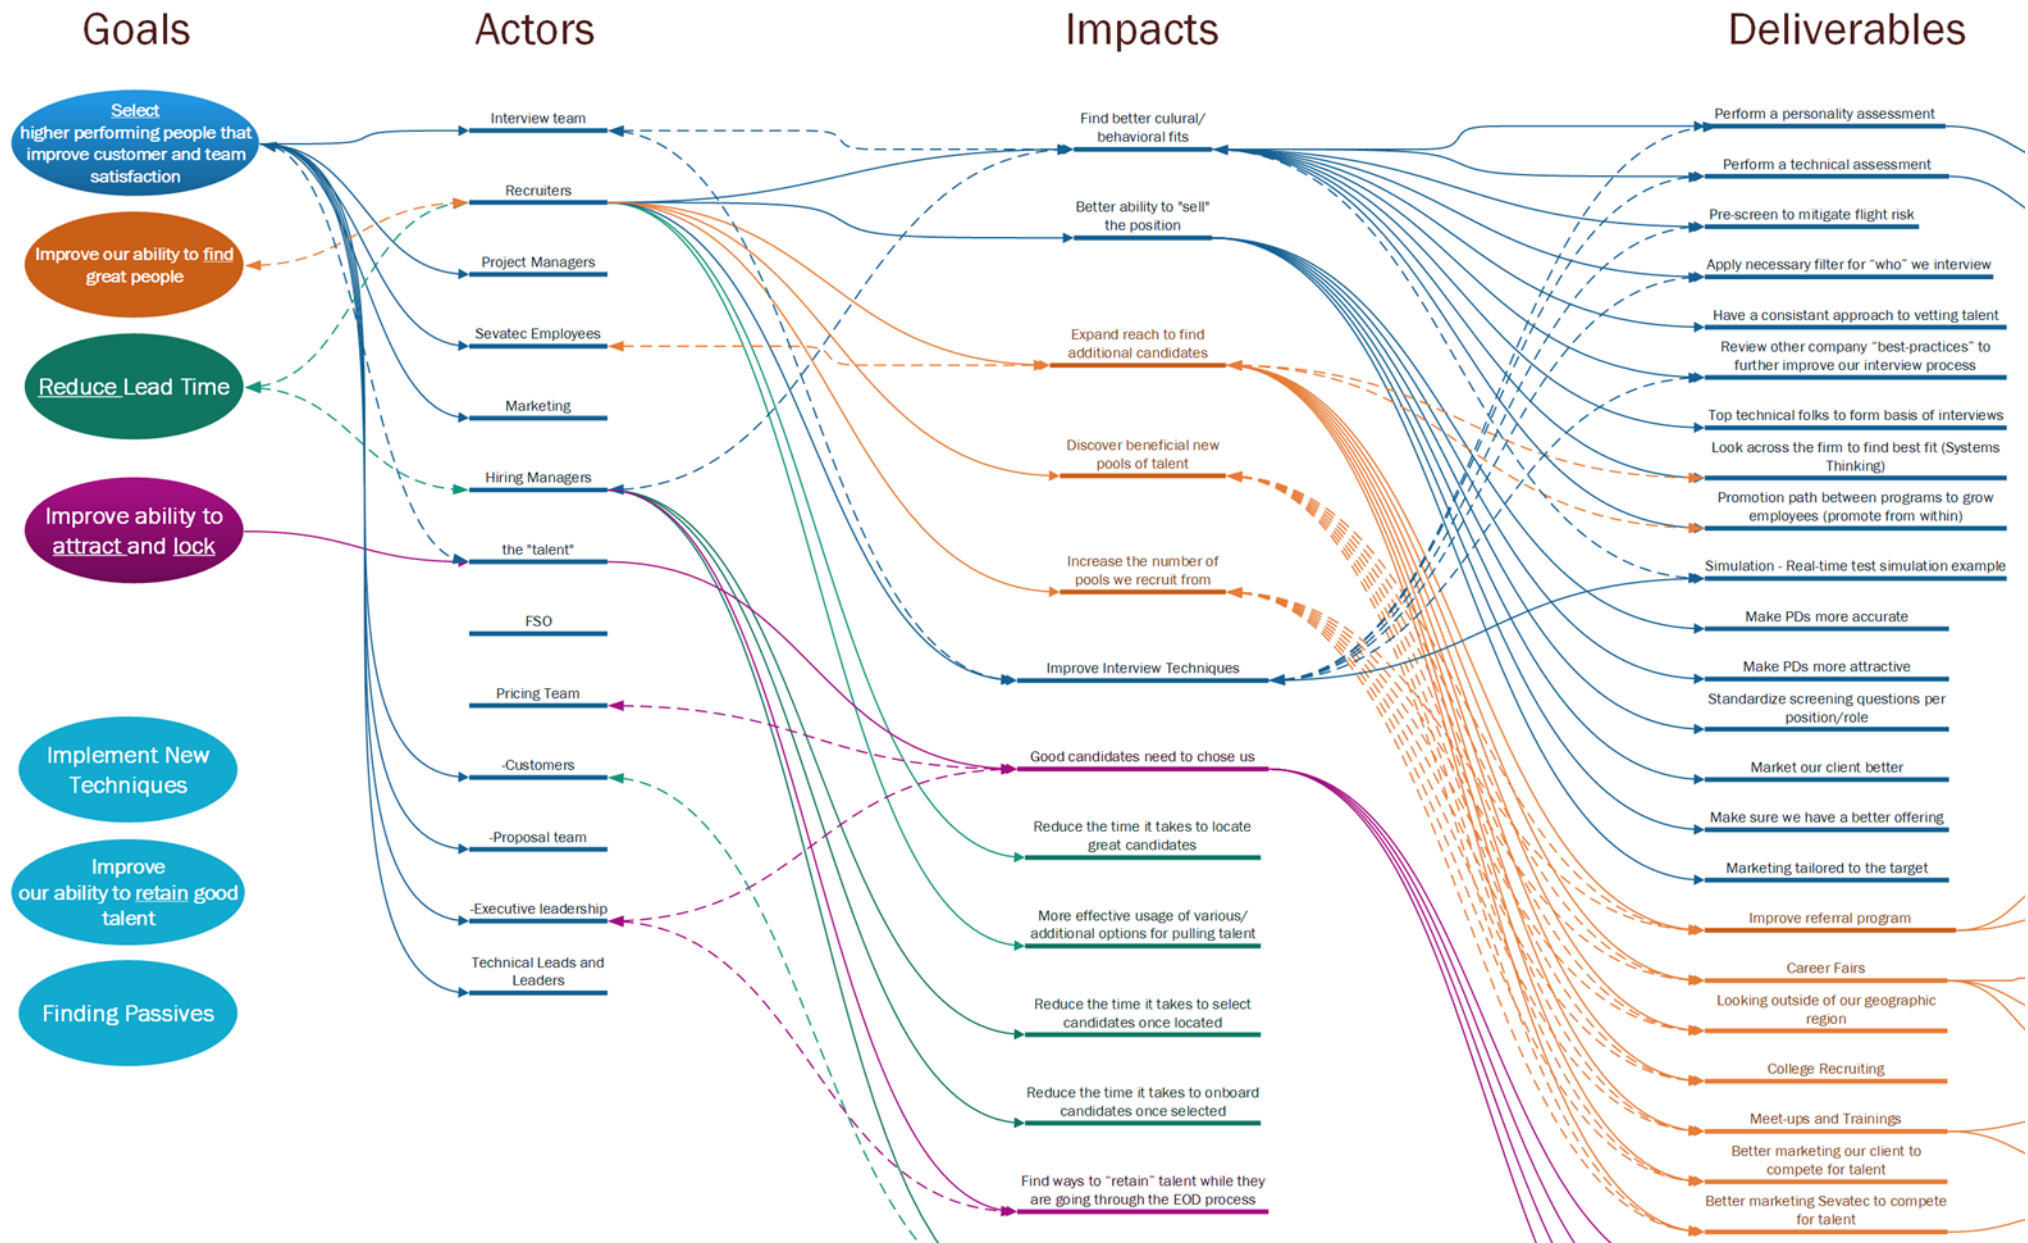 Goals
Actors
Impacts
Deliverables
Select
higher performing people that
improve customer and team
satisfaction
Improve our ability to find
great people
Reduce Lead Time
Improve ability to
attract and lock
Implement New
Techniques
Improve
our ability to retain good
talent
Finding Passives
Interview team
Recruiters
Project Managers
Sevatec Employees
Marketing
Hiring Managers
the "talent"
FSO
Pricing Team
-Customers
-Proposal team
-Executive leadership
Technical Leads and
Leaders
Find better culural/
behavioral fits
Better ability to "sell"
the position
Expand reach to find
additional candidates
Discover beneficial new
pools of talent
Increase the number of
pools we recruit from
Improve Interview Techniques
Good candidates need to chose us
Reduce the time it takes to locate
great candidates
More effective usage of various/
additional options for pulling talent
Reduce the time it takes to select
candidates once located
Reduce the time it takes to onboard
candidates once selected
Find ways to “retain” talent while they
are going through the EOD process
Perform a personality assessment
Perform a technical assessment
Pre-screen to mitigate flight risk
Apply necessary filter for “who” we interview
Have a consistant approach to vetting talent
Review other company “best-practices” to
further improve our interview process
Top technical folks to form basis of interviews
Look across the firm to find best fit (Systems
Thinking)
Promotion path between programs to grow
employees (promote from within)
Simulation - Real-time test simulation example
Make PDs more accurate
Make PDs more attractive
Standardize screening questions per
position/role
Market our client better
Make sure we have a better offering
Marketing tailored to the target
Improve referral program
Career Fairs
Looking outside of our geographic
region
College Recruiting
Meet-ups and Trainings
Better marketing our client to
compete for talent
Better marketing Sevatec to compete
for talent